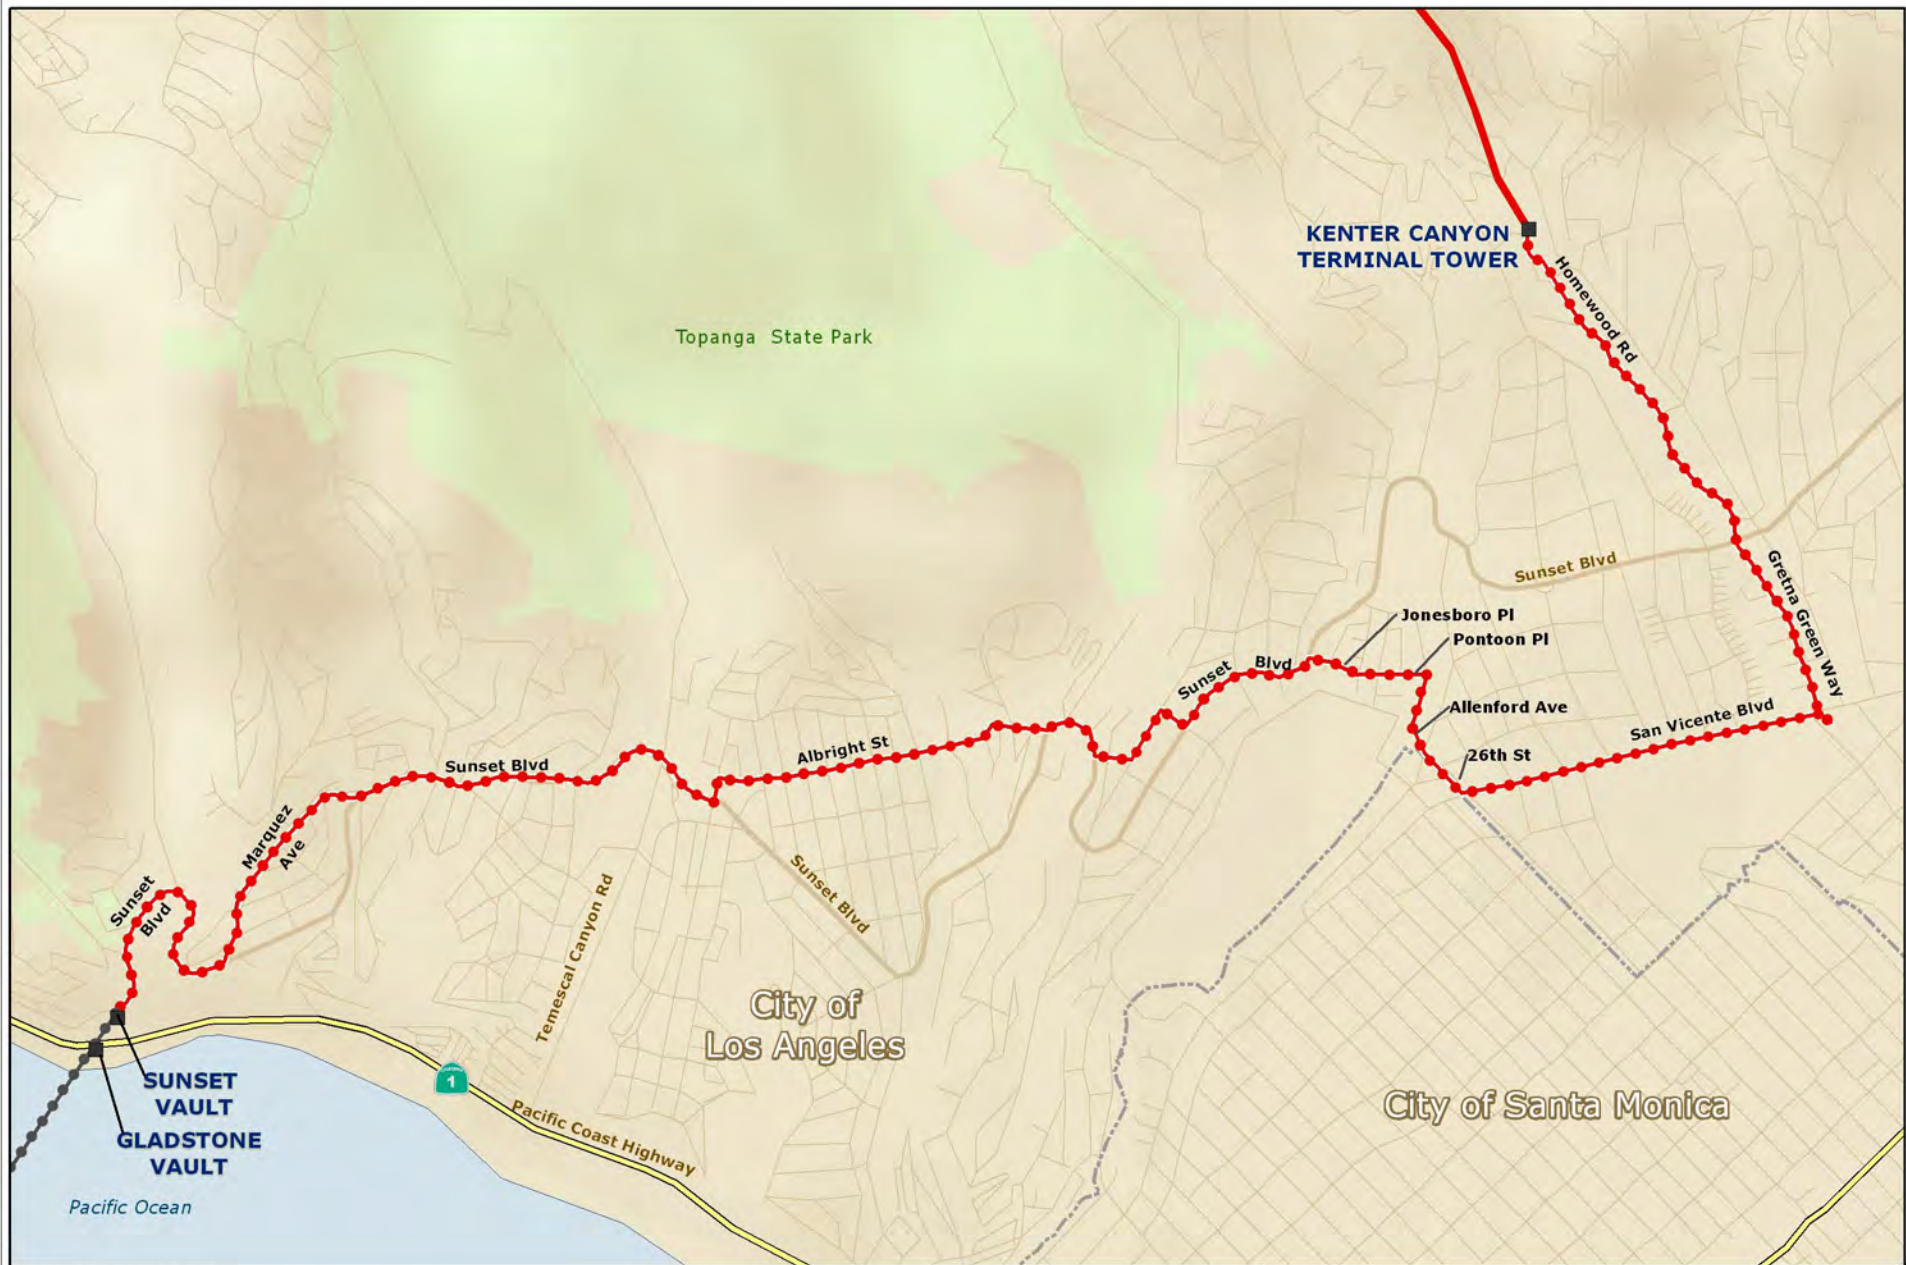 KENTER CANYON
TERMINAL TOWER
Homewood Rd
Topanga State Park
Sunset Blvd
Gretna Green Way
Jonesboro Pl
Pontoon Pl
Sunset Blvd
Allenford Ave
San Vicente Blvd
26th St
Albright St
Sunset Blvd
Marquez
Ave
Sunset
Blvd
Sunset Blvd
Temescal Canyon Rd
City of
Los Angeles
SUNSET
VAULT
1
GLADSTONE
VAULT
Pacific Coast Highway
City of Santa Monica
Pacific Ocean